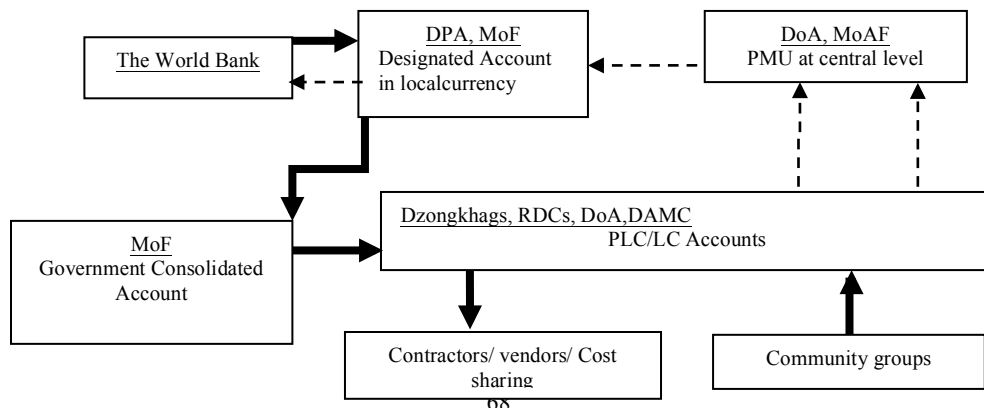 The World Bank
DPA, MoF
Designated Account
in localcurrency
DoA, MoAF
PMU at central level
MoF
Government Consolidated
Account
Dzongkhags, RDCs, DoA,DAMC
PLC/LC Accounts
Contractors/ vendors/ Cost
sharing
Community groups
68